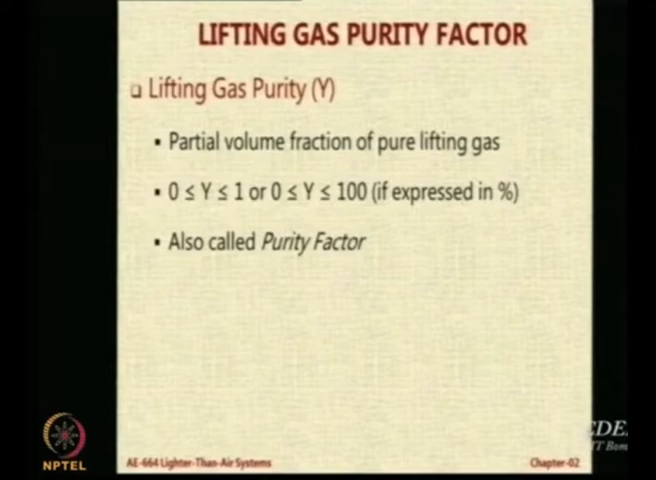 LIFTING GAS PURITY FACTOR
Lifting Gas Purity (Y)
Partial volume fraction of pure lifting gas
0 ≤ Y ≤ 1 or 0 ≤ Y ≤ 100 (if expressed in %)
Also called Purity Factor
NPTEL
AE-664 Lighter-Than-Air Systems
Chapter-02